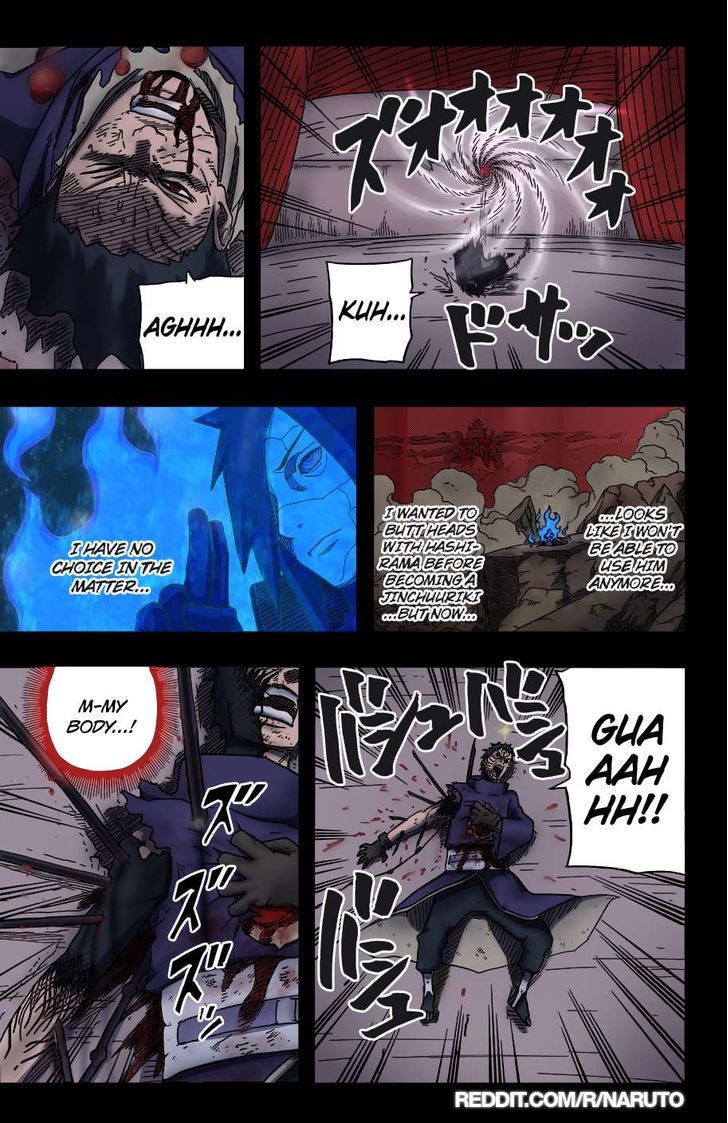 ズオオオオオオ
KUH...
ドサッ
AGHHH...
...LOOKS
LIKE I WON'T
BE ABLE TO
USE HIM
ANYMORE...
I WANTED TO
BUTT HEADS
WITH HASHI-
RAMA BEFORE
BECOMING A
JINCHUURIKI
...BUT NOW...
I HAVE NO
CHOICE IN THE
MATTER...
GUA
AAH
HH!!
バシュ
バシュ
バシュ
M-MY
BODY...!
ズズズ
REDDIT.COM/R/NARUTO